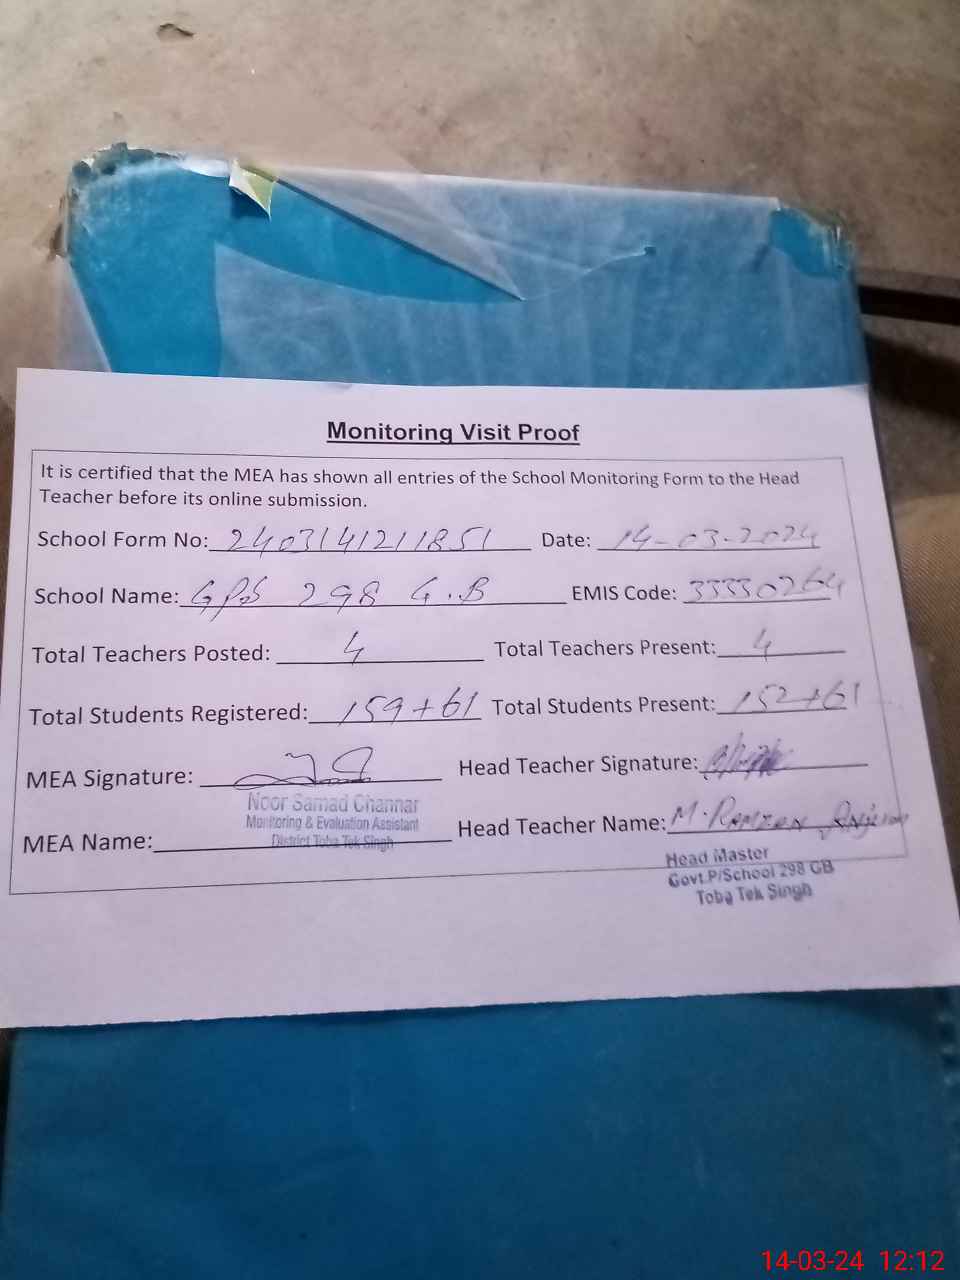 Monitoring Visit Proof
It is certified that the MEA has shown all entries of the School Monitoring Form to the Head
Teacher before its online submission.
School Form No: 2403141211851 Date: 14-03-2024
School Name: GPS 298 G.B EMIS Code: 33330264
Total Teachers Posted: 4 Total Teachers Present: 4
Total Students Registered: 159+61 Total Students Present: 152+61
MEA Signature: Head Teacher Signature:
Noor Samad Channar
Monitoring & Evaluation Assistant
District Toba Tek Singh
MEA Name: Head Teacher Name: M. Ramzan
Head Master
Govt.P/School 298 GB
Toba Tek Singh
14-03-24 12:12